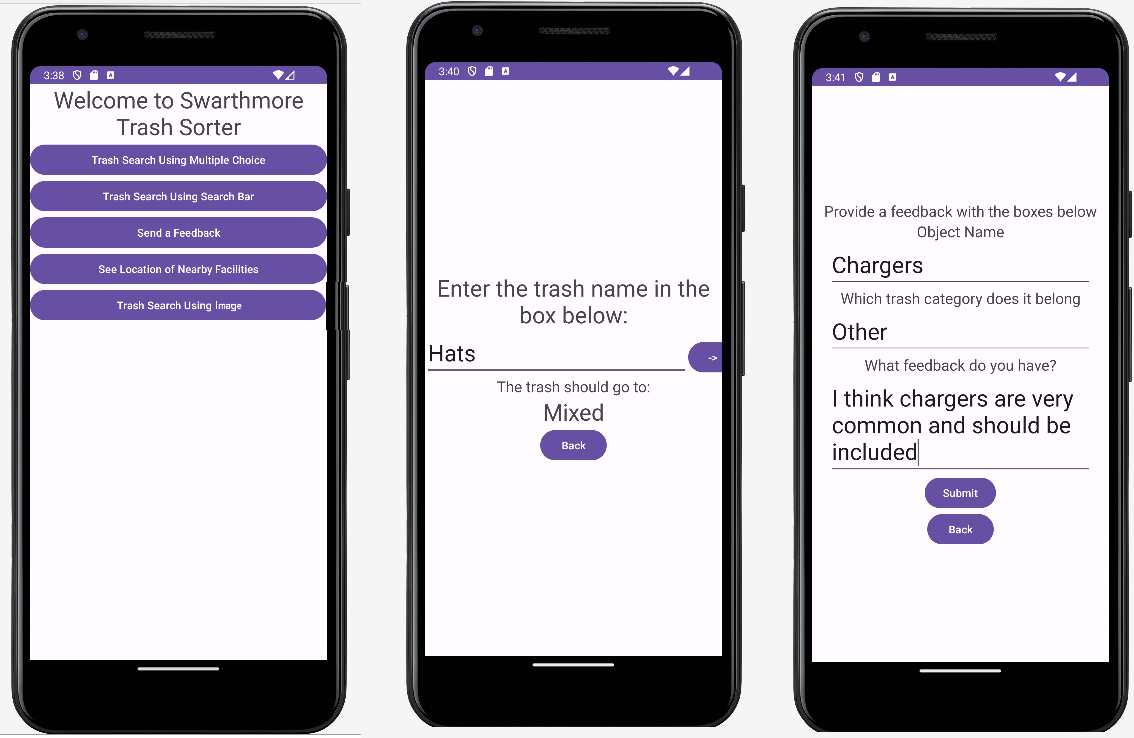 3:38
Welcome to Swarthmore
Trash Sorter
Trash Search Using Multiple Choice
Trash Search Using Search Bar
Send a Feedback
See Location of Nearby Facilities
Trash Search Using Image
3:40
Enter the trash name in the
box below:
Hats
->
The trash should go to:
Mixed
Back
3:41
Provide a feedback with the boxes below
Object Name
Chargers
Which trash category does it belong
Other
What feedback do you have?
I think chargers are very
common and should be
included
Submit
Back